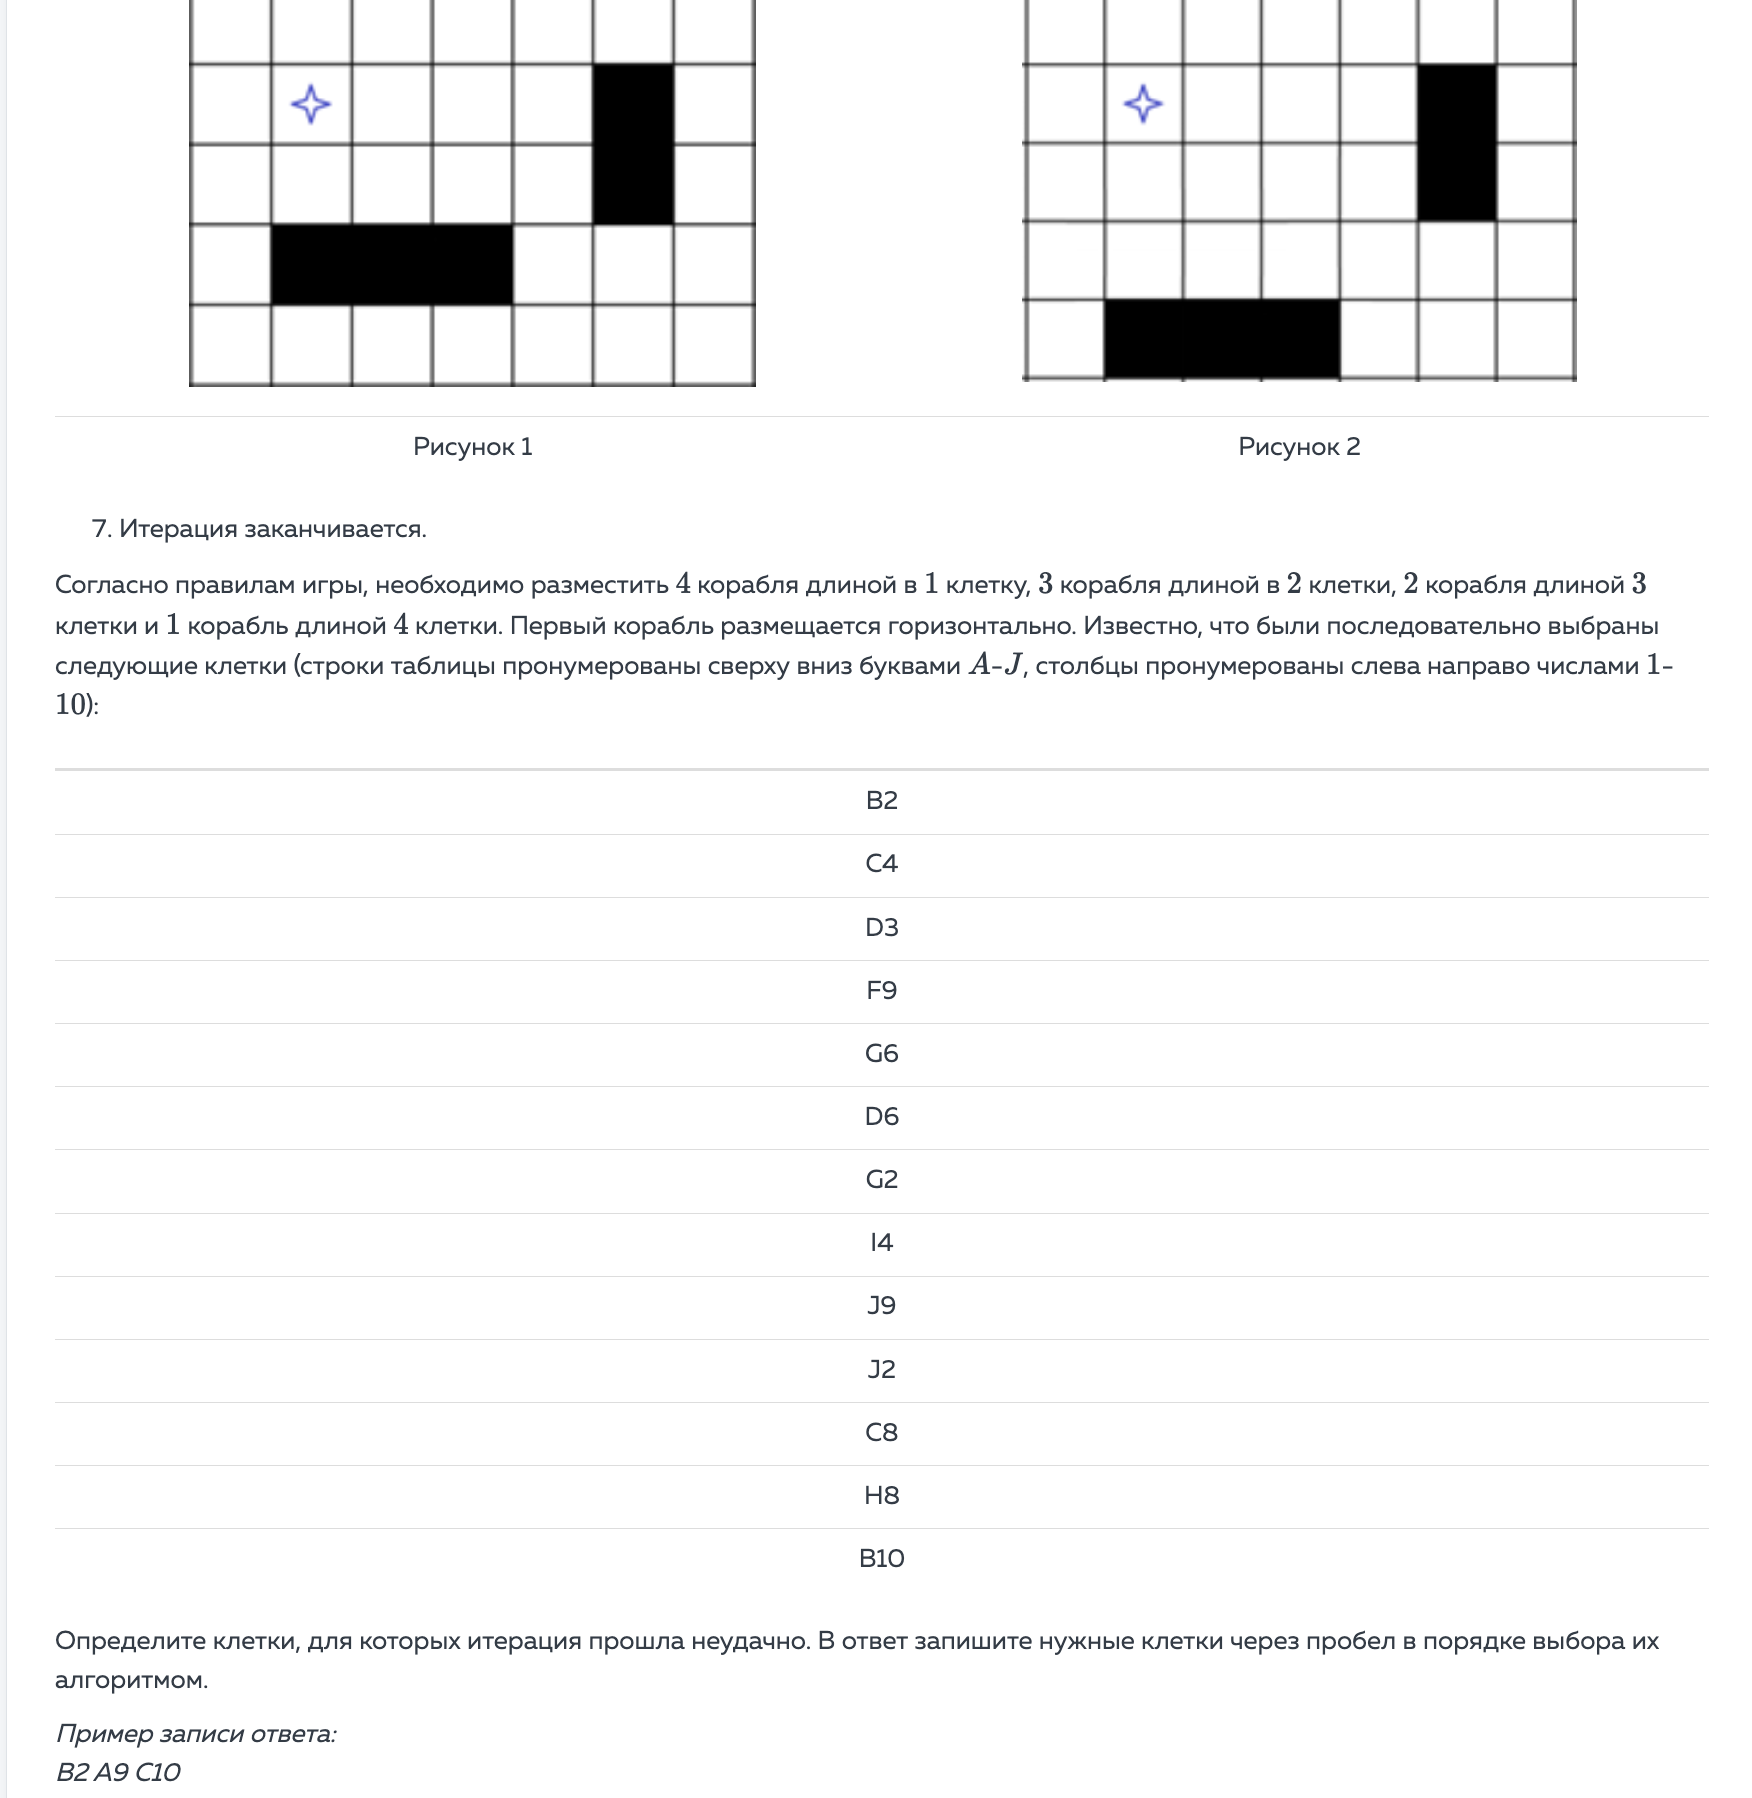 Рисунок 1
Рисунок 2
7. Итерация заканчивается.
Согласно правилам игры, необходимо разместить 4 корабля длиной в 1 клетку, 3 корабля длиной в 2 клетки, 2 корабля длиной 3
клетки и 1 корабль длиной 4 клетки. Первый корабль размещается горизонтально. Известно, что были последовательно выбраны
следующие клетки (строки таблицы пронумерованы сверху вниз буквами A-J, столбцы пронумерованы слева направо числами 1-
10):
B2
C4
D3
F9
G6
D6
G2
I4
J9
J2
C8
H8
B10
Определите клетки, для которых итерация прошла неудачно. В ответ запишите нужные клетки через пробел в порядке выбора их
алгоритмом.
Пример записи ответа:
B2 A9 C10